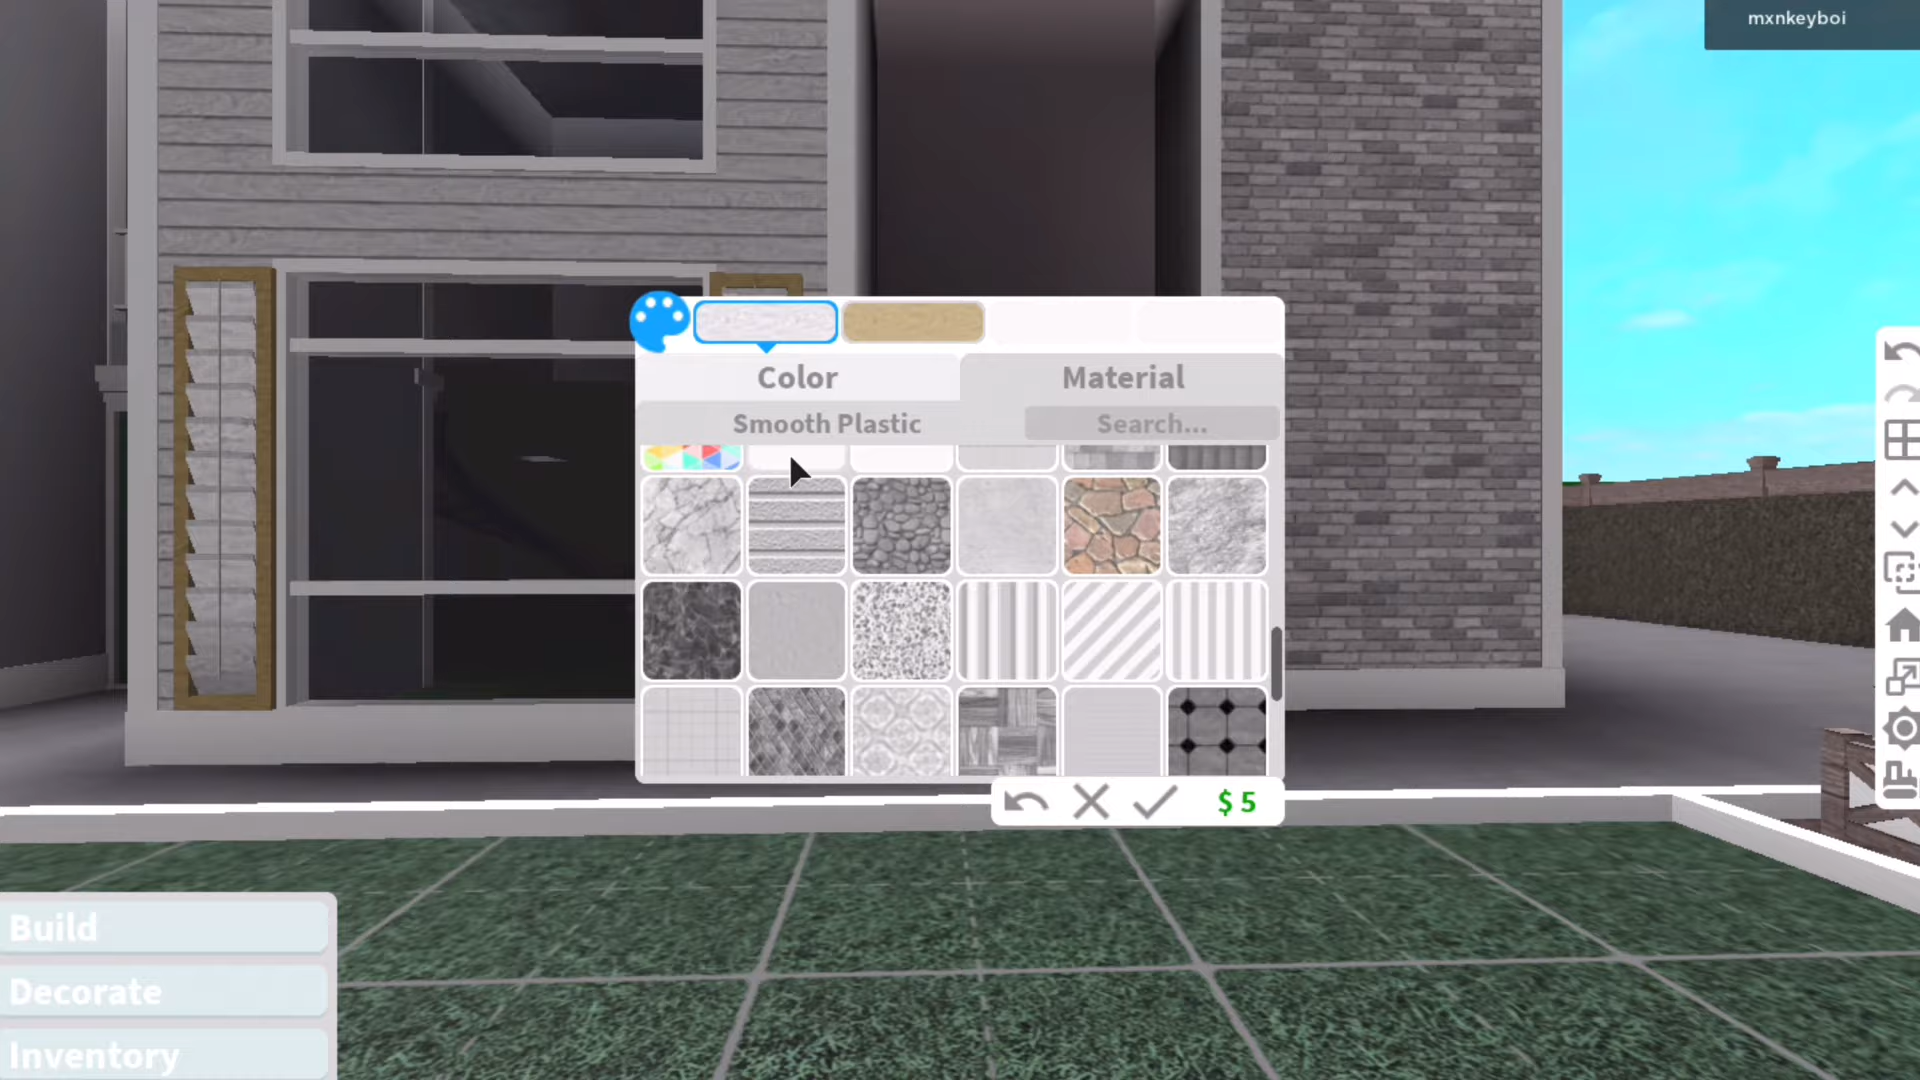 mxnkeyboi
Color
Material
Smooth Plastic
Search...
$ 5
Build
Decorate
Inventory